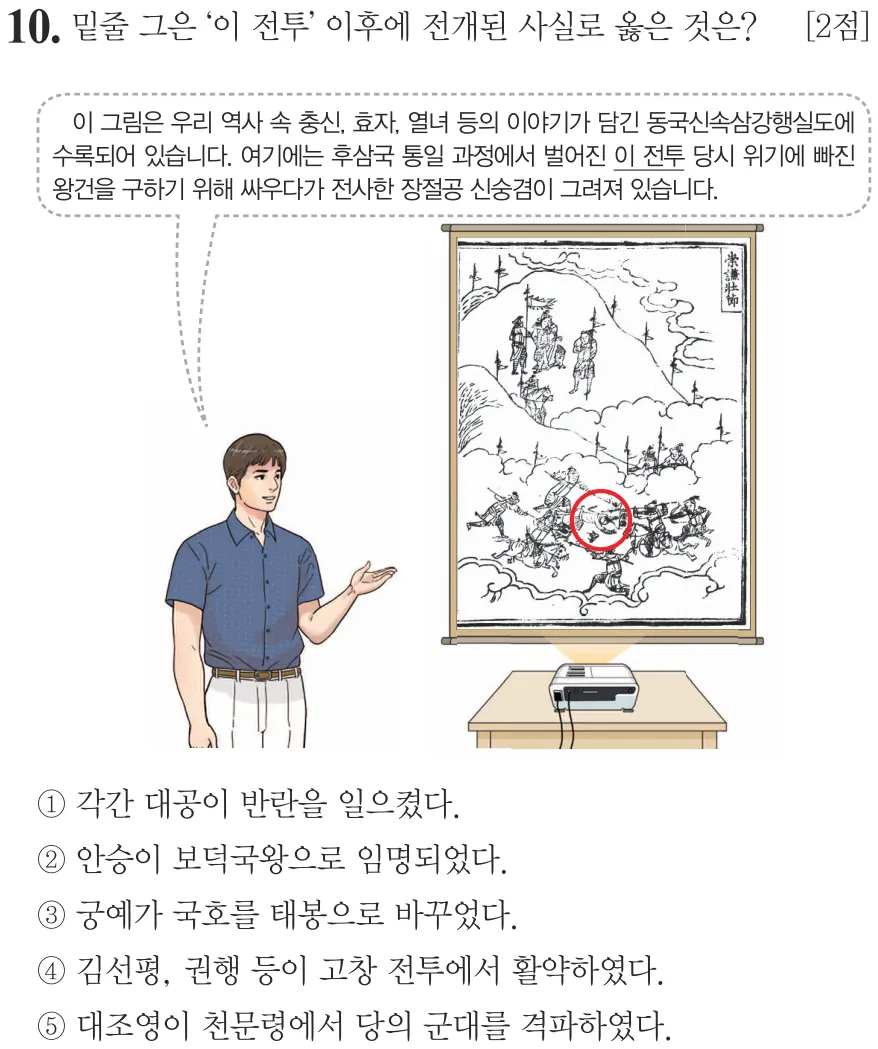 10. 밑줄 그은 ‘이 전투’ 이후에 전개된 사실로 옳은 것은? [2점]
이 그림은 우리 역사 속 충신, 효자, 열녀 등의 이야기가 담긴 동국신속삼강행실도에
수록되어 있습니다. 여기에는 후삼국 통일 과정에서 벌어진 이 전투 당시 위기에 빠진
왕건을 구하기 위해 싸우다가 전사한 장절공 신숭겸이 그려져 있습니다.
崇謙壯節
① 각간 대공이 반란을 일으켰다.
② 안승이 보덕국왕으로 임명되었다.
③ 궁예가 국호를 태봉으로 바꾸었다.
④ 김선평, 권행 등이 고창 전투에서 활약하였다.
⑤ 대조영이 천문령에서 당의 군대를 격파하였다.